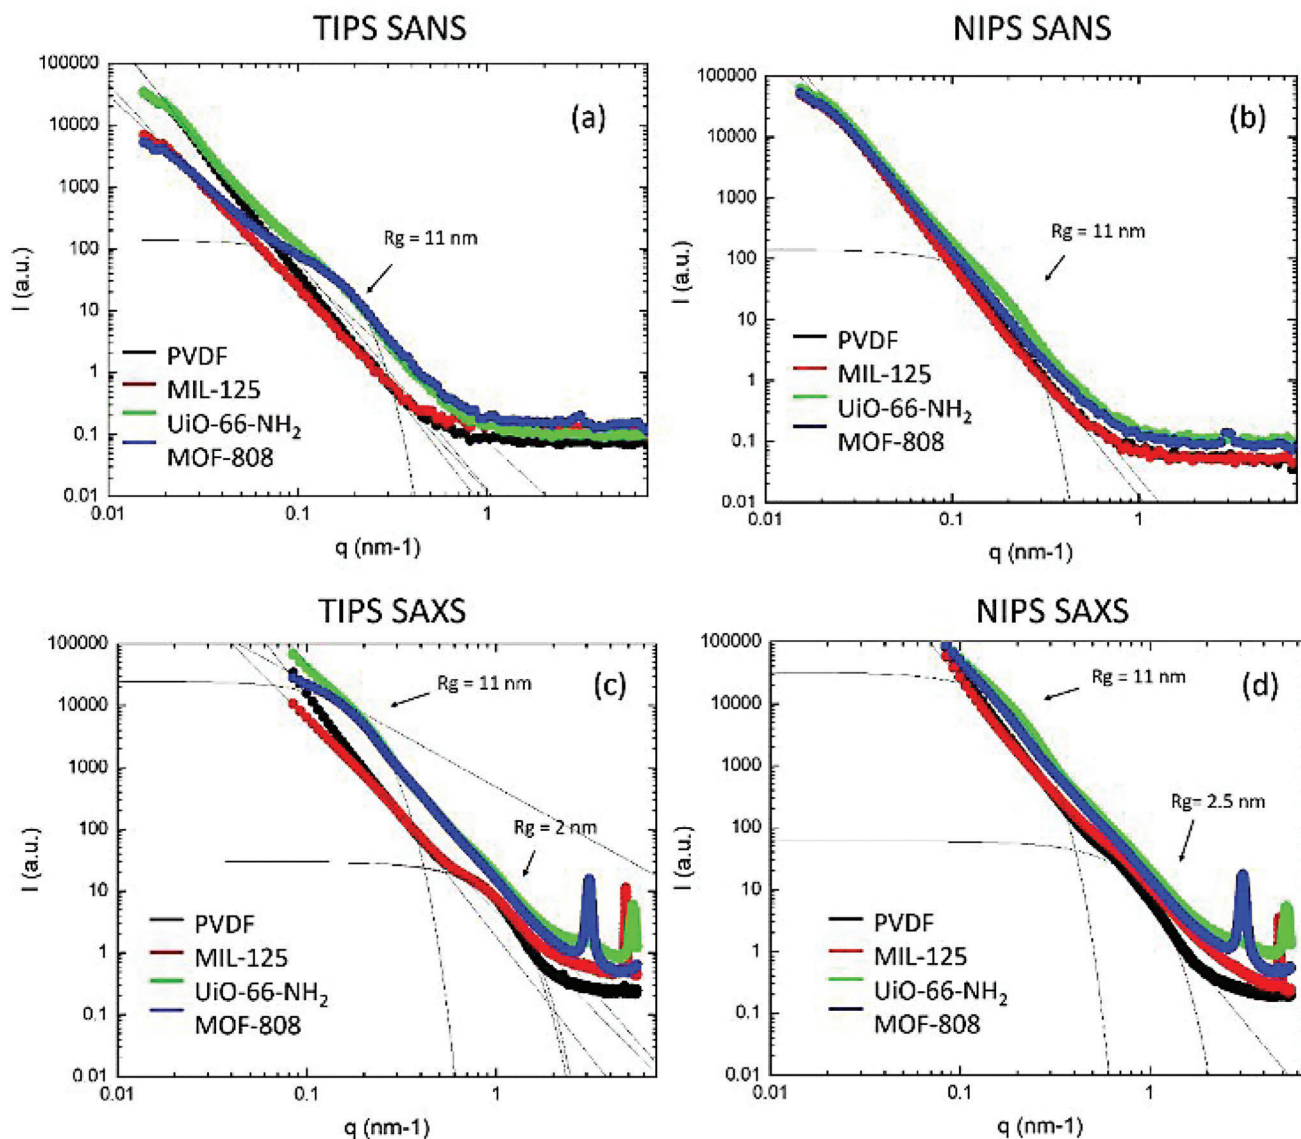 TIPS SANS
100000
10000
1000
100
10
1
0.1
0.01
(a)
Rg = 11 nm
PVDF
MIL-125
UiO-66-NH₂
MOF-808
0.01 0.1 1
I (a.u.)
q (nm-1)
NIPS SANS
100000
10000
1000
100
10
1
0.1
0.01
(b)
Rg = 11 nm
PVDF
MIL-125
UiO-66-NH₂
MOF-808
0.01 0.1 1
I (a.u.)
q (nm-1)
TIPS SAXS
100000
10000
1000
100
10
1
0.1
0.01
(c)
Rg = 11 nm
Rg = 2 nm
PVDF
MIL-125
UiO-66-NH₂
MOF-808
0.01 0.1 1
I (a.u.)
q (nm-1)
NIPS SAXS
100000
10000
1000
100
10
1
0.1
0.01
(d)
Rg = 11 nm
Rg= 2.5 nm
PVDF
MIL-125
UiO-66-NH₂
MOF-808
0.01 0.1 1
I (a.u.)
q (nm-1)